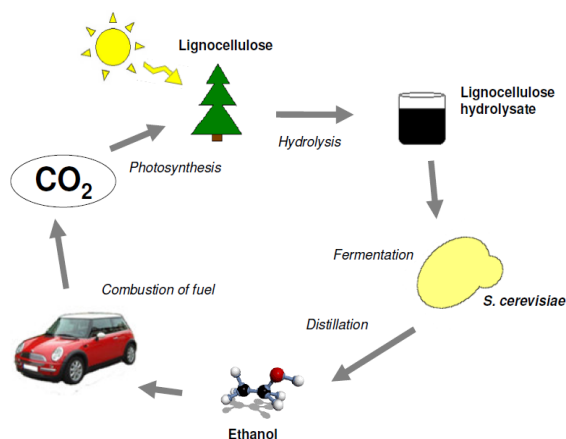 Lignocellulose
Lignocellulose
hydrolysate
Hydrolysis
Photosynthesis
CO₂
Fermentation
S. cerevisiae
Combustion of fuel
Distillation
Ethanol